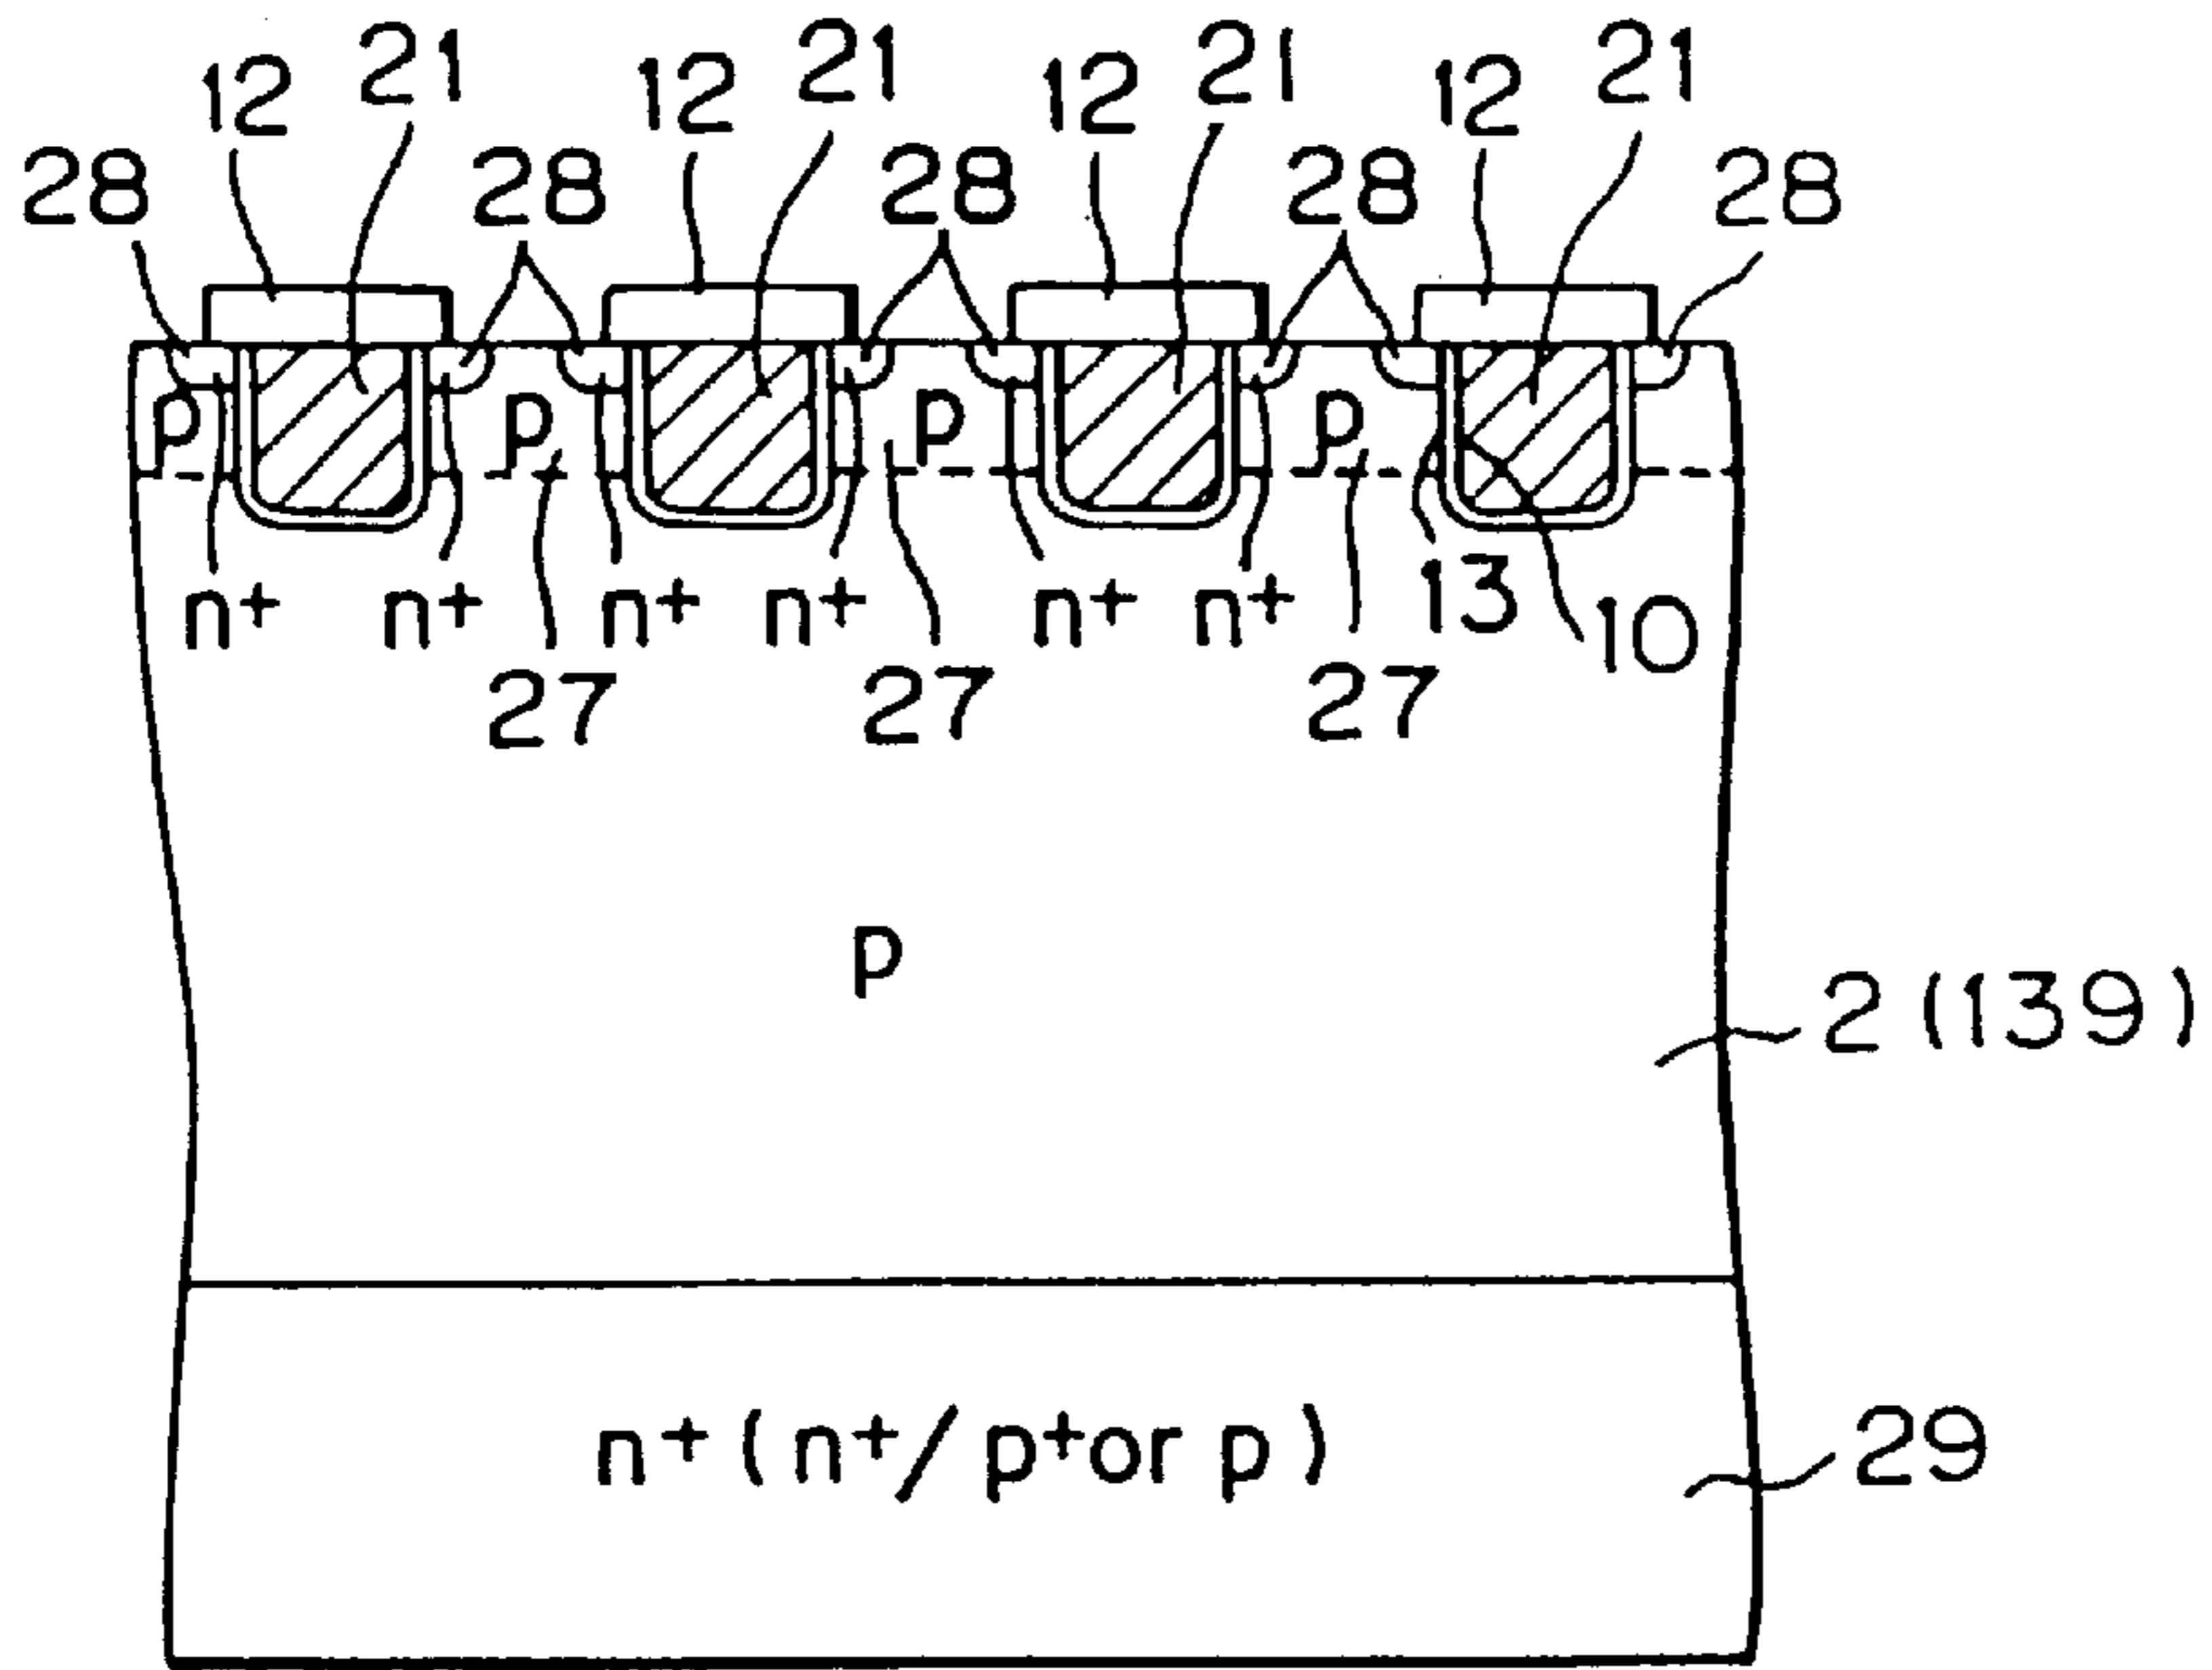 12 21 12 21 12 21 12 21
28 28 28 28 28
p p p p
n+ n+ n+ n+ n+ n+ 13 10
27 27 27
p
2(139)
n+(n+/p+or p) 29